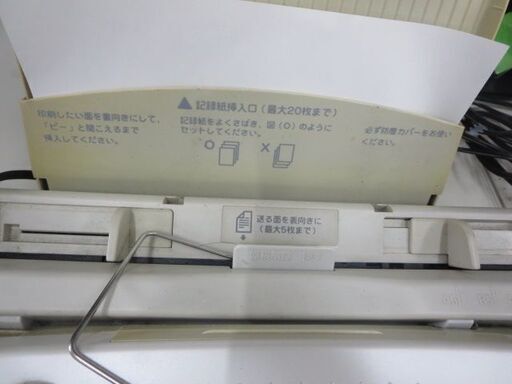 印刷したい面を裏向きにして、
「ピー」と聞こえるまで
挿入してください。
▲記録紙挿入口(最大20枚まで)
記録紙をよくさばき、図(○)のように
セットしてください。
○ ×
必ず防塵カバーをお使い
ください。
送る面を裏向きに
(最大5枚まで)